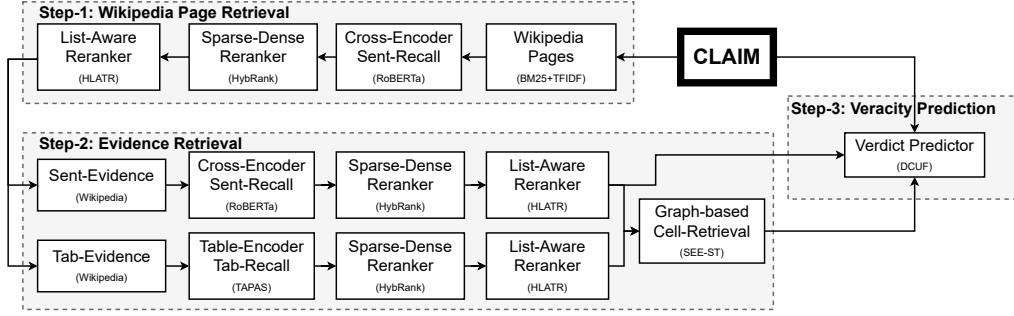 Step-1: Wikipedia Page Retrieval
List-Aware
Reranker
(HLATR)
Sparse-Dense
Reranker
(HybRank)
Cross-Encoder
Sent-Recall
(RoBERTa)
Wikipedia
Pages
(BM25+TFIDF)
CLAIM
Step-3: Veracity Prediction
Verdict Predictor
(DCUF)
Step-2: Evidence Retrieval
Sent-Evidence
(Wikipedia)
Cross-Encoder
Sent-Recall
(RoBERTa)
Sparse-Dense
Reranker
(HybRank)
List-Aware
Reranker
(HLATR)
Graph-based
Cell-Retrieval
(SEE-ST)
Tab-Evidence
(Wikipedia)
Table-Encoder
Tab-Recall
(TAPAS)
Sparse-Dense
Reranker
(HybRank)
List-Aware
Reranker
(HLATR)